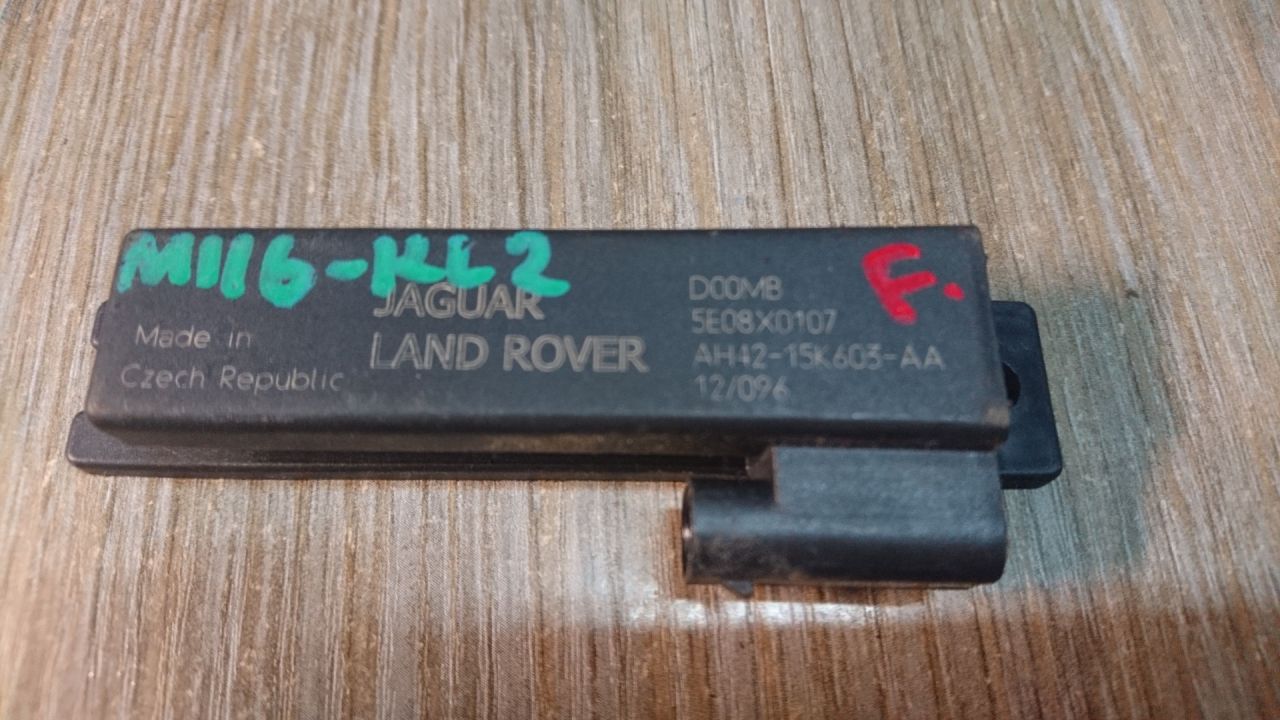 M116-KL2
F.
JAGUAR
LAND ROVER
Made in
Czech Republic
D00MB
5E08X0107
AH42-15K603-AA
12/096